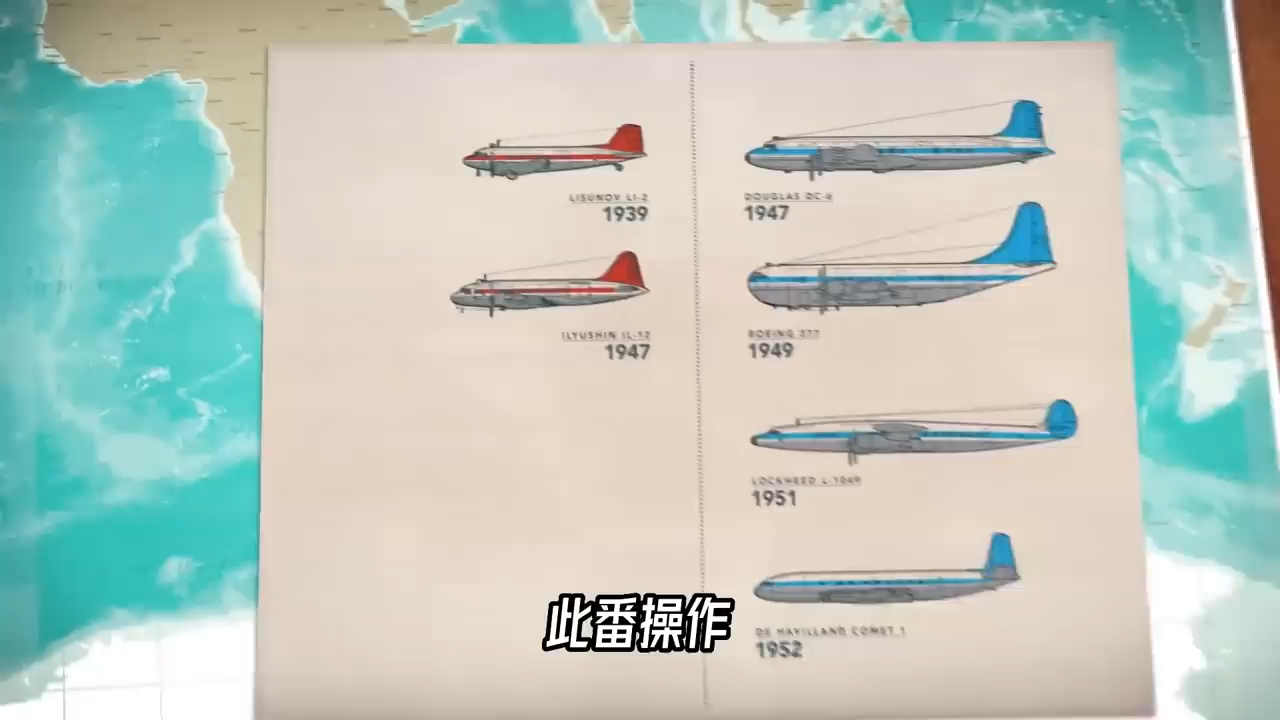 LISUNOV LI-2
1939
ILYUSHIN IL-12
1947
DOUGLAS DC-6
1947
BOEING 377
1949
LOCKHEED L-1049
1951
DE HAVILLAND COMET 1
1952
此番操作